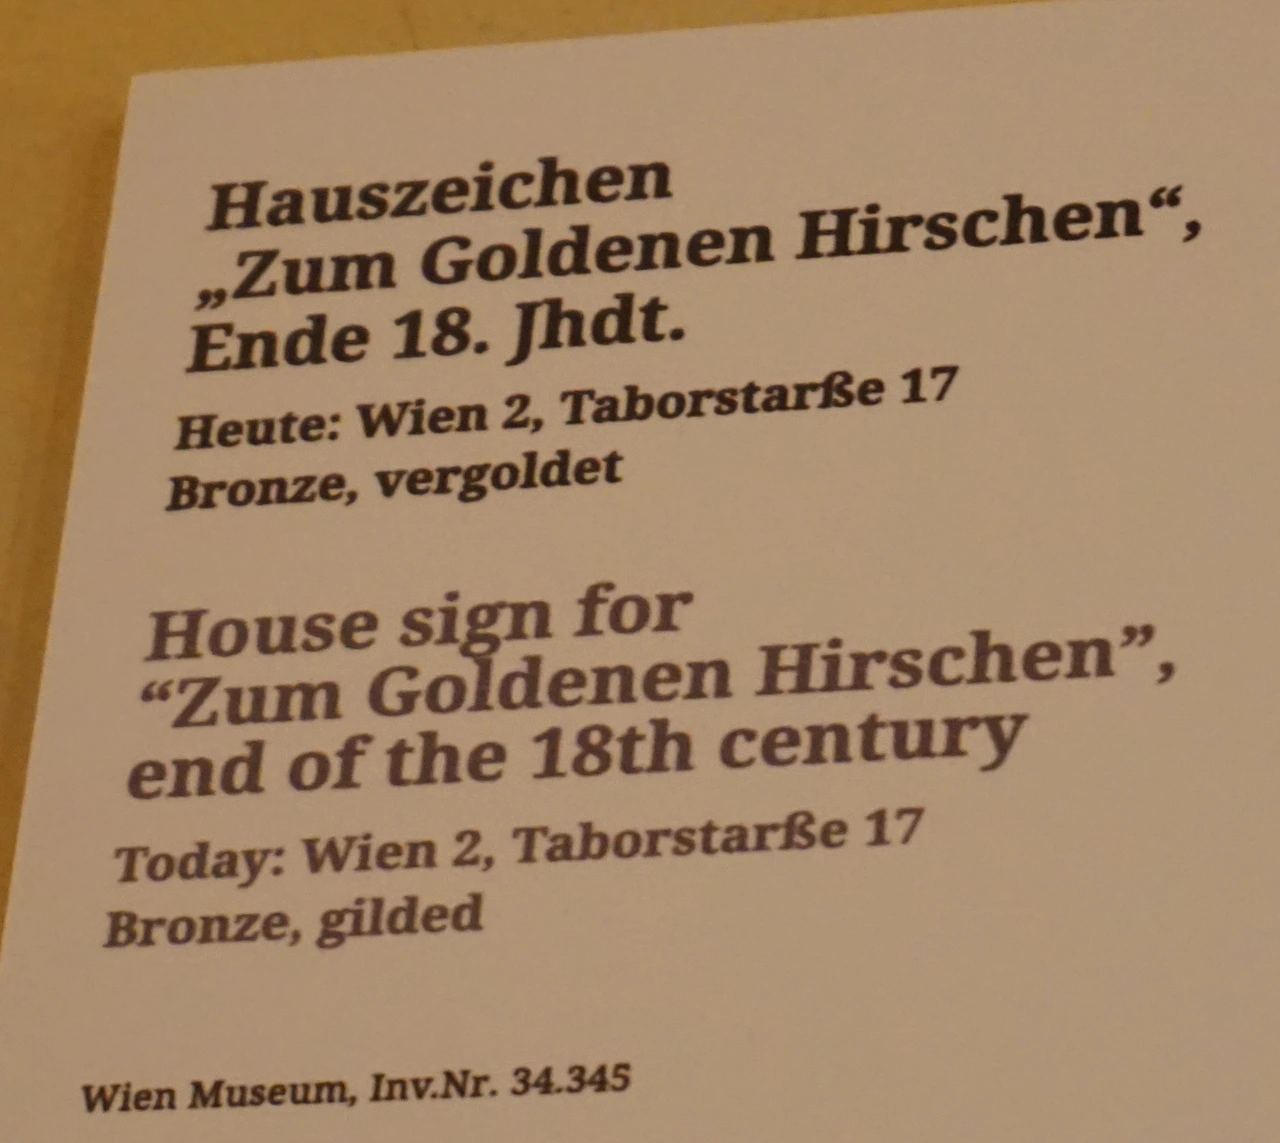 Hauszeichen
„Zum Goldenen Hirschen“,
Ende 18. Jhdt.
Heute: Wien 2, Taborstarße 17
Bronze, vergoldet
House sign for
“Zum Goldenen Hirschen”,
end of the 18th century
Today: Wien 2, Taborstarße 17
Bronze, gilded
Wien Museum, Inv.Nr. 34.345